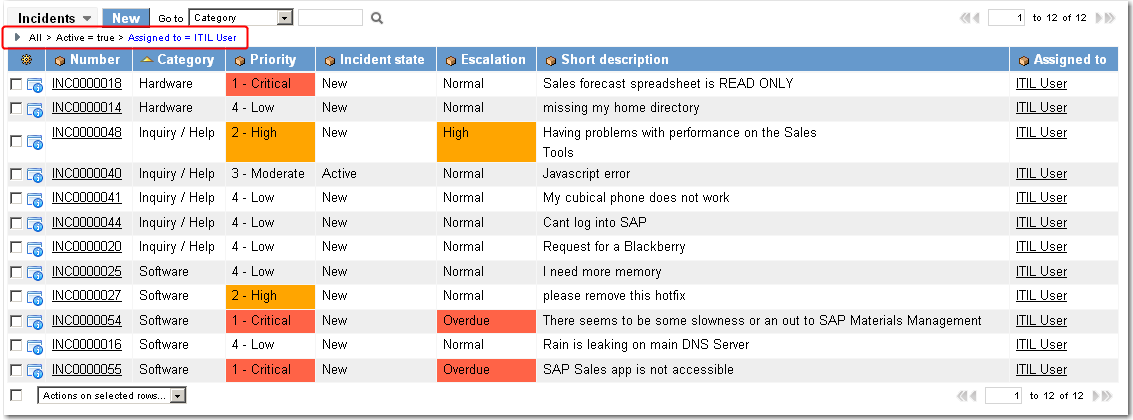 Incidents New Go to Category 1 to 12 of 12
All > Active = true > Assigned to = ITIL User
Number Category Priority Incident state Escalation Short description Assigned to
INC0000018 Hardware 1 - Critical New Normal Sales forecast spreadsheet is READ ONLY ITIL User
INC0000014 Hardware 4 - Low New Normal missing my home directory ITIL User
INC0000048 Inquiry / Help 2 - High New High Having problems with performance on the Sales ITIL User
Tools
INC0000040 Inquiry / Help 3 - Moderate Active Normal Javascript error ITIL User
INC0000041 Inquiry / Help 4 - Low New Normal My cubical phone does not work ITIL User
INC0000044 Inquiry / Help 4 - Low New Normal Cant log into SAP ITIL User
INC0000020 Inquiry / Help 4 - Low New Normal Request for a Blackberry ITIL User
INC0000025 Software 4 - Low New Normal I need more memory ITIL User
INC0000027 Software 2 - High New Normal please remove this hotfix ITIL User
INC0000054 Software 1 - Critical New Overdue There seems to be some slowness or an out to SAP Materials Management ITIL User
INC0000016 Software 4 - Low New Normal Rain is leaking on main DNS Server ITIL User
INC0000055 Software 1 - Critical New Overdue SAP Sales app is not accessible ITIL User
Actions on selected rows... 1 to 12 of 12